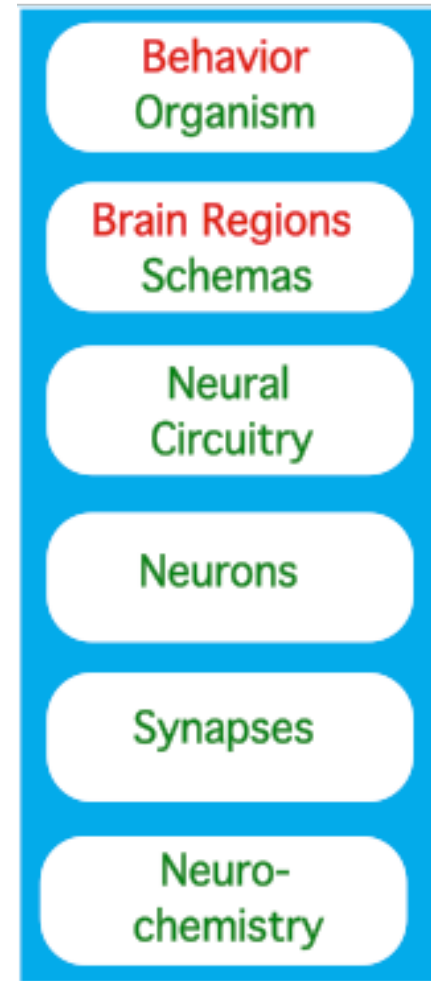 Behavior
Organism
Brain Regions
Schemas
Neural
Circuitry
Neurons
Synapses
Neuro-
chemistry